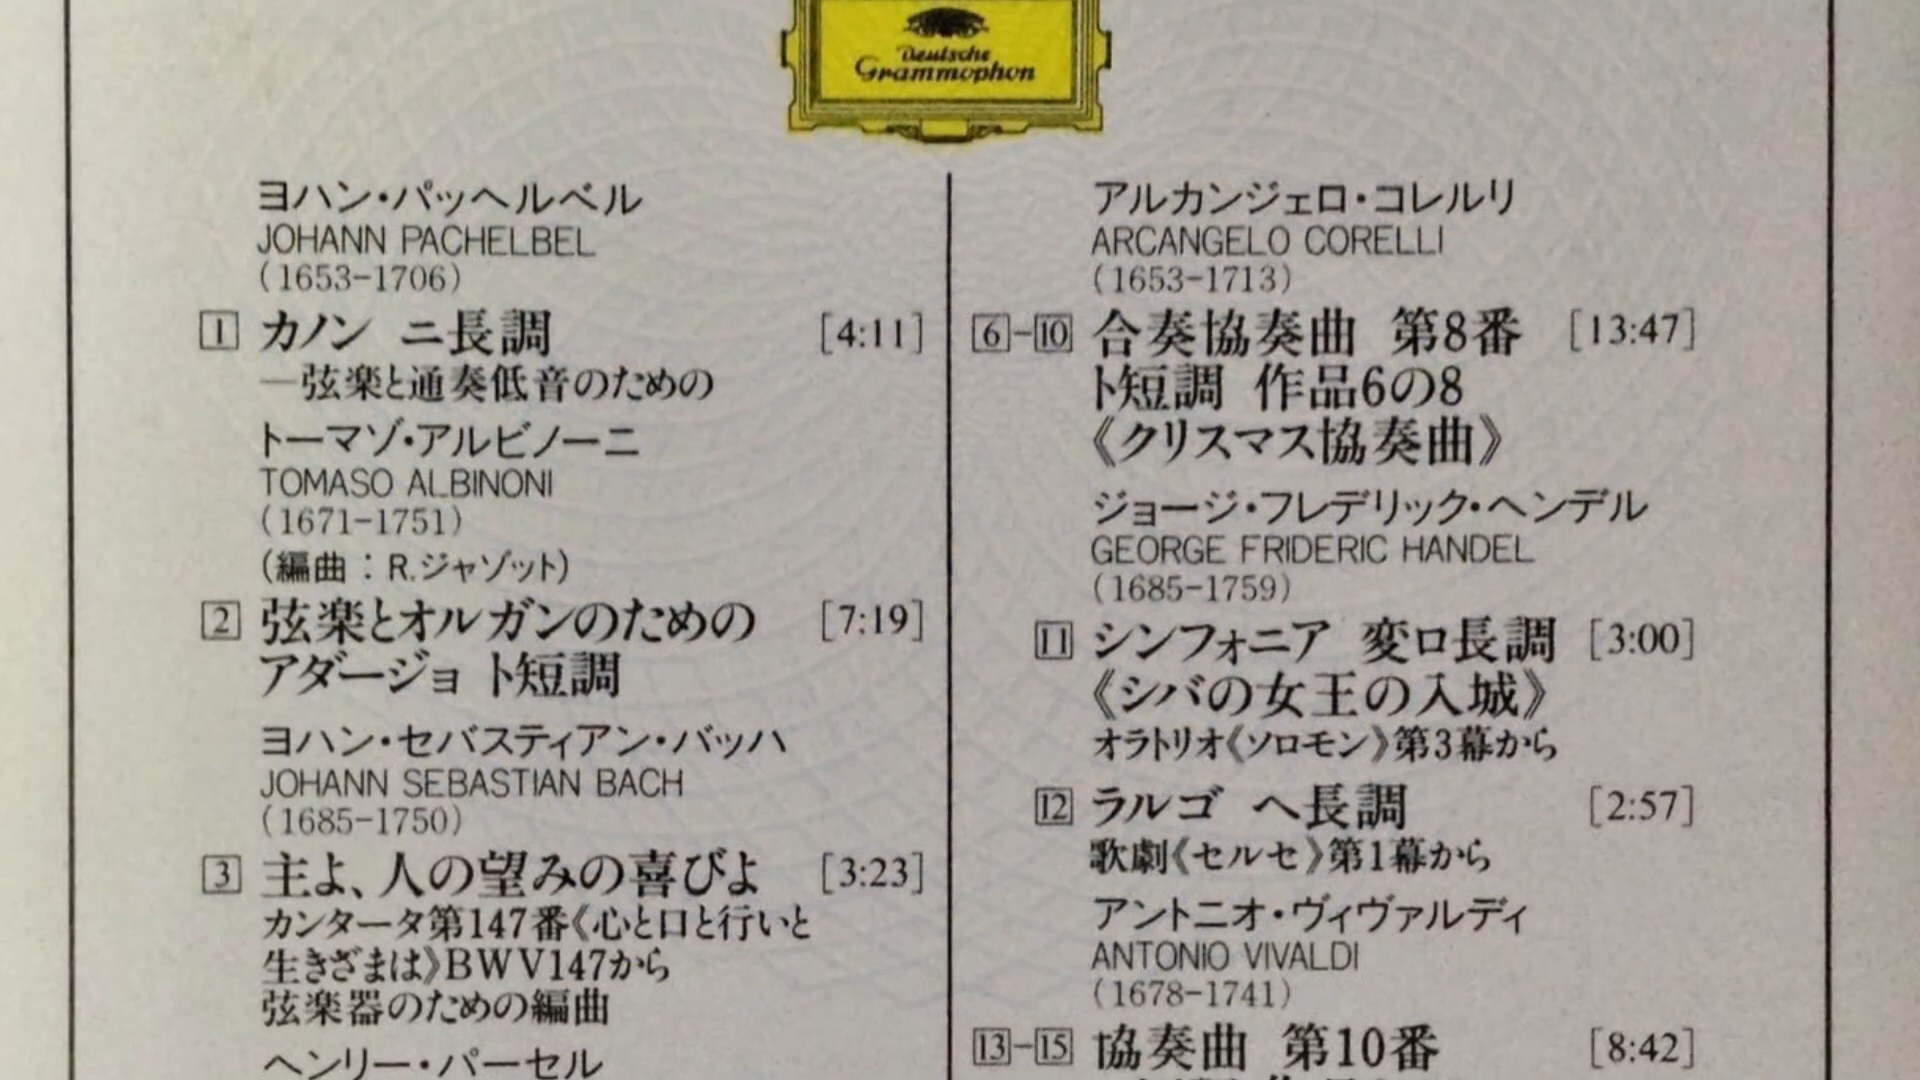 Deutsche
Grammophon
ヨハン・パッヘルベル
JOHANN PACHELBEL
(1653-1706)
1 カノン ニ長調 [4:11]
—弦楽と通奏低音のための
トーマゾ・アルビノーニ
TOMASO ALBINONI
(1671-1751)
(編曲：R.ジャゾット)
2 弦楽とオルガンのための [7:19]
アダージョ ト短調
ヨハン・セバスティアン・バッハ
JOHANN SEBASTIAN BACH
(1685-1750)
3 主よ、人の望みの喜びよ [3:23]
カンタータ第147番《心と口と行いと
生きざまは》BWV147から
弦楽器のための編曲
ヘンリー・パーセル
アルカンジェロ・コレルリ
ARCANGELO CORELLI
(1653-1713)
6-10 合奏協奏曲 第8番 [13:47]
ト短調 作品6の8
《クリスマス協奏曲》
ジョージ・フレデリック・ヘンデル
GEORGE FRIDERIC HANDEL
(1685-1759)
11 シンフォニア 変ロ長調 [3:00]
《シバの女王の入城》
オラトリオ《ソロモン》第3幕から
12 ラルゴ ヘ長調 [2:57]
歌劇《セルセ》第1幕から
アントニオ・ヴィヴァルディ
ANTONIO VIVALDI
(1678-1741)
13-15 協奏曲 第10番 [8:42]